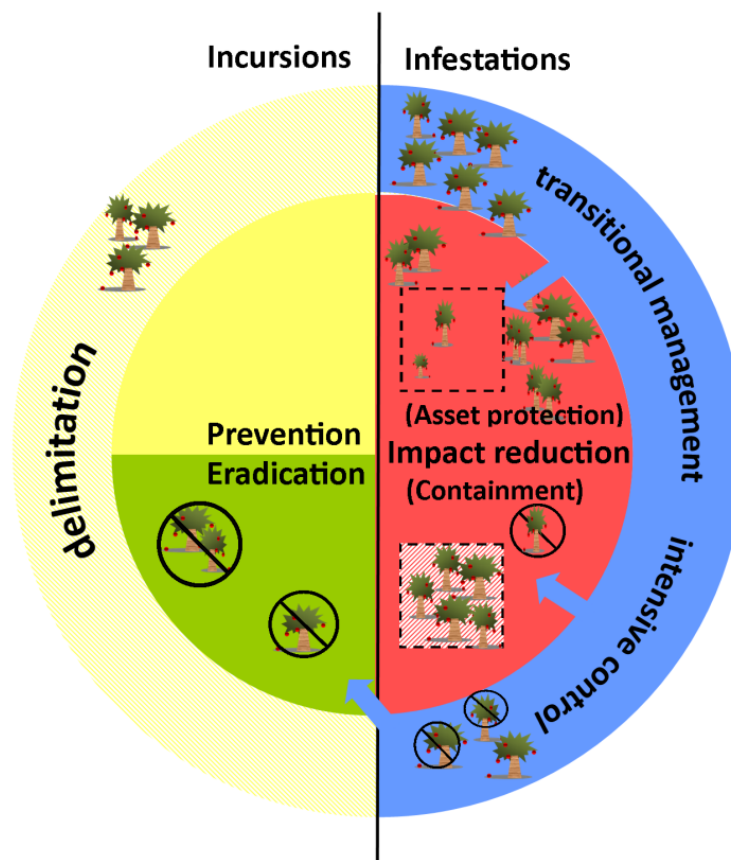 Incursions
Infestations
transitional management
delimitation
(Asset protection)
Prevention
Impact reduction
Eradication
(Containment)
intensive control